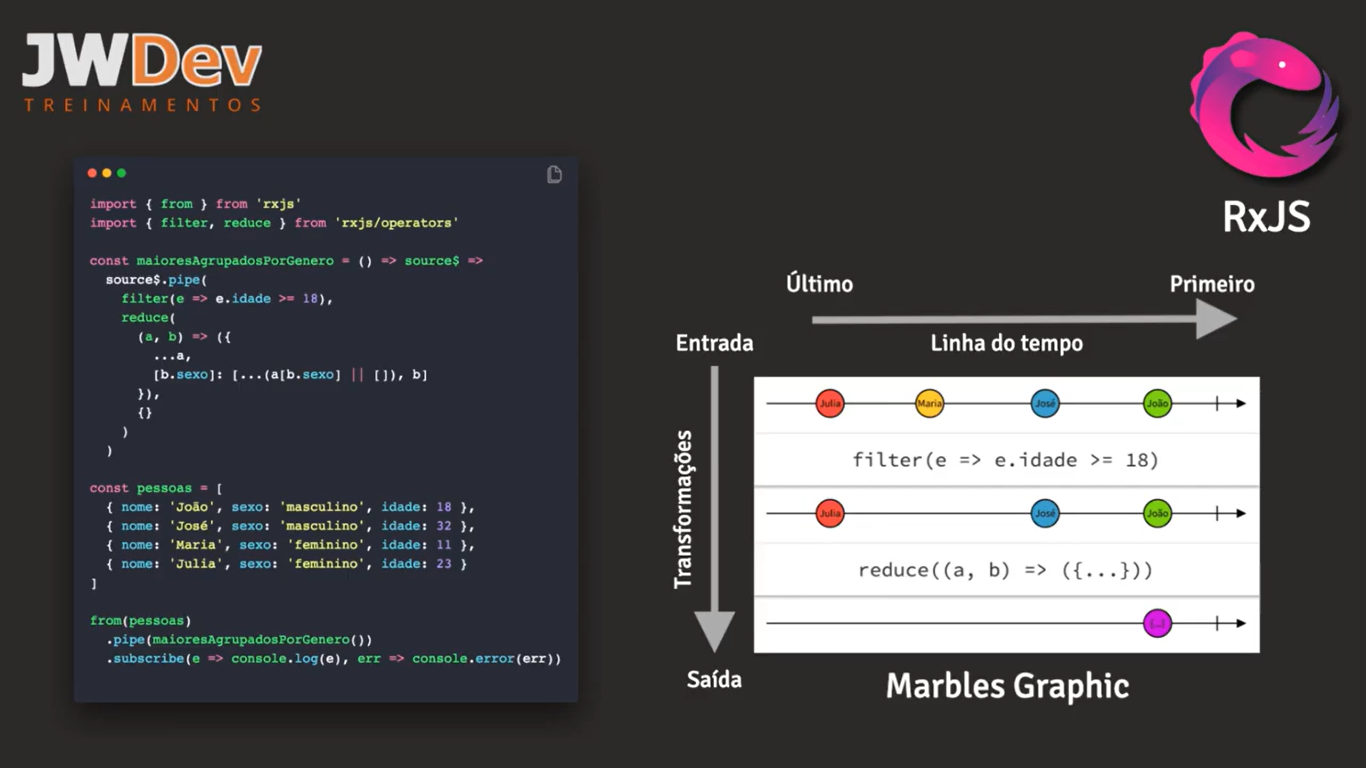 JWDev
TREINAMENTOS
import { from } from 'rxjs'
import { filter, reduce } from 'rxjs/operators'
const maioresAgrupadosPorGenero = () => source$ =>
source$.pipe(
filter(e => e.idade >= 18),
reduce(
(a, b) => ({
...a,
[b.sexo]: [...(a[b.sexo] || []), b]
}),
{}
)
)
const pessoas = [
{ nome: 'João', sexo: 'masculino', idade: 18 },
{ nome: 'José', sexo: 'masculino', idade: 32 },
{ nome: 'Maria', sexo: 'feminino', idade: 11 },
{ nome: 'Julia', sexo: 'feminino', idade: 23 }
]
from(pessoas)
.pipe(maioresAgrupadosPorGenero())
.subscribe(e => console.log(e), err => console.error(err))
RxJS
Último
Primeiro
Linha do tempo
Entrada
Transformações
Saída
Julia Maria José João
filter(e => e.idade >= 18)
Julia José João
reduce((a, b) => ({...}))
{...}
Marbles Graphic